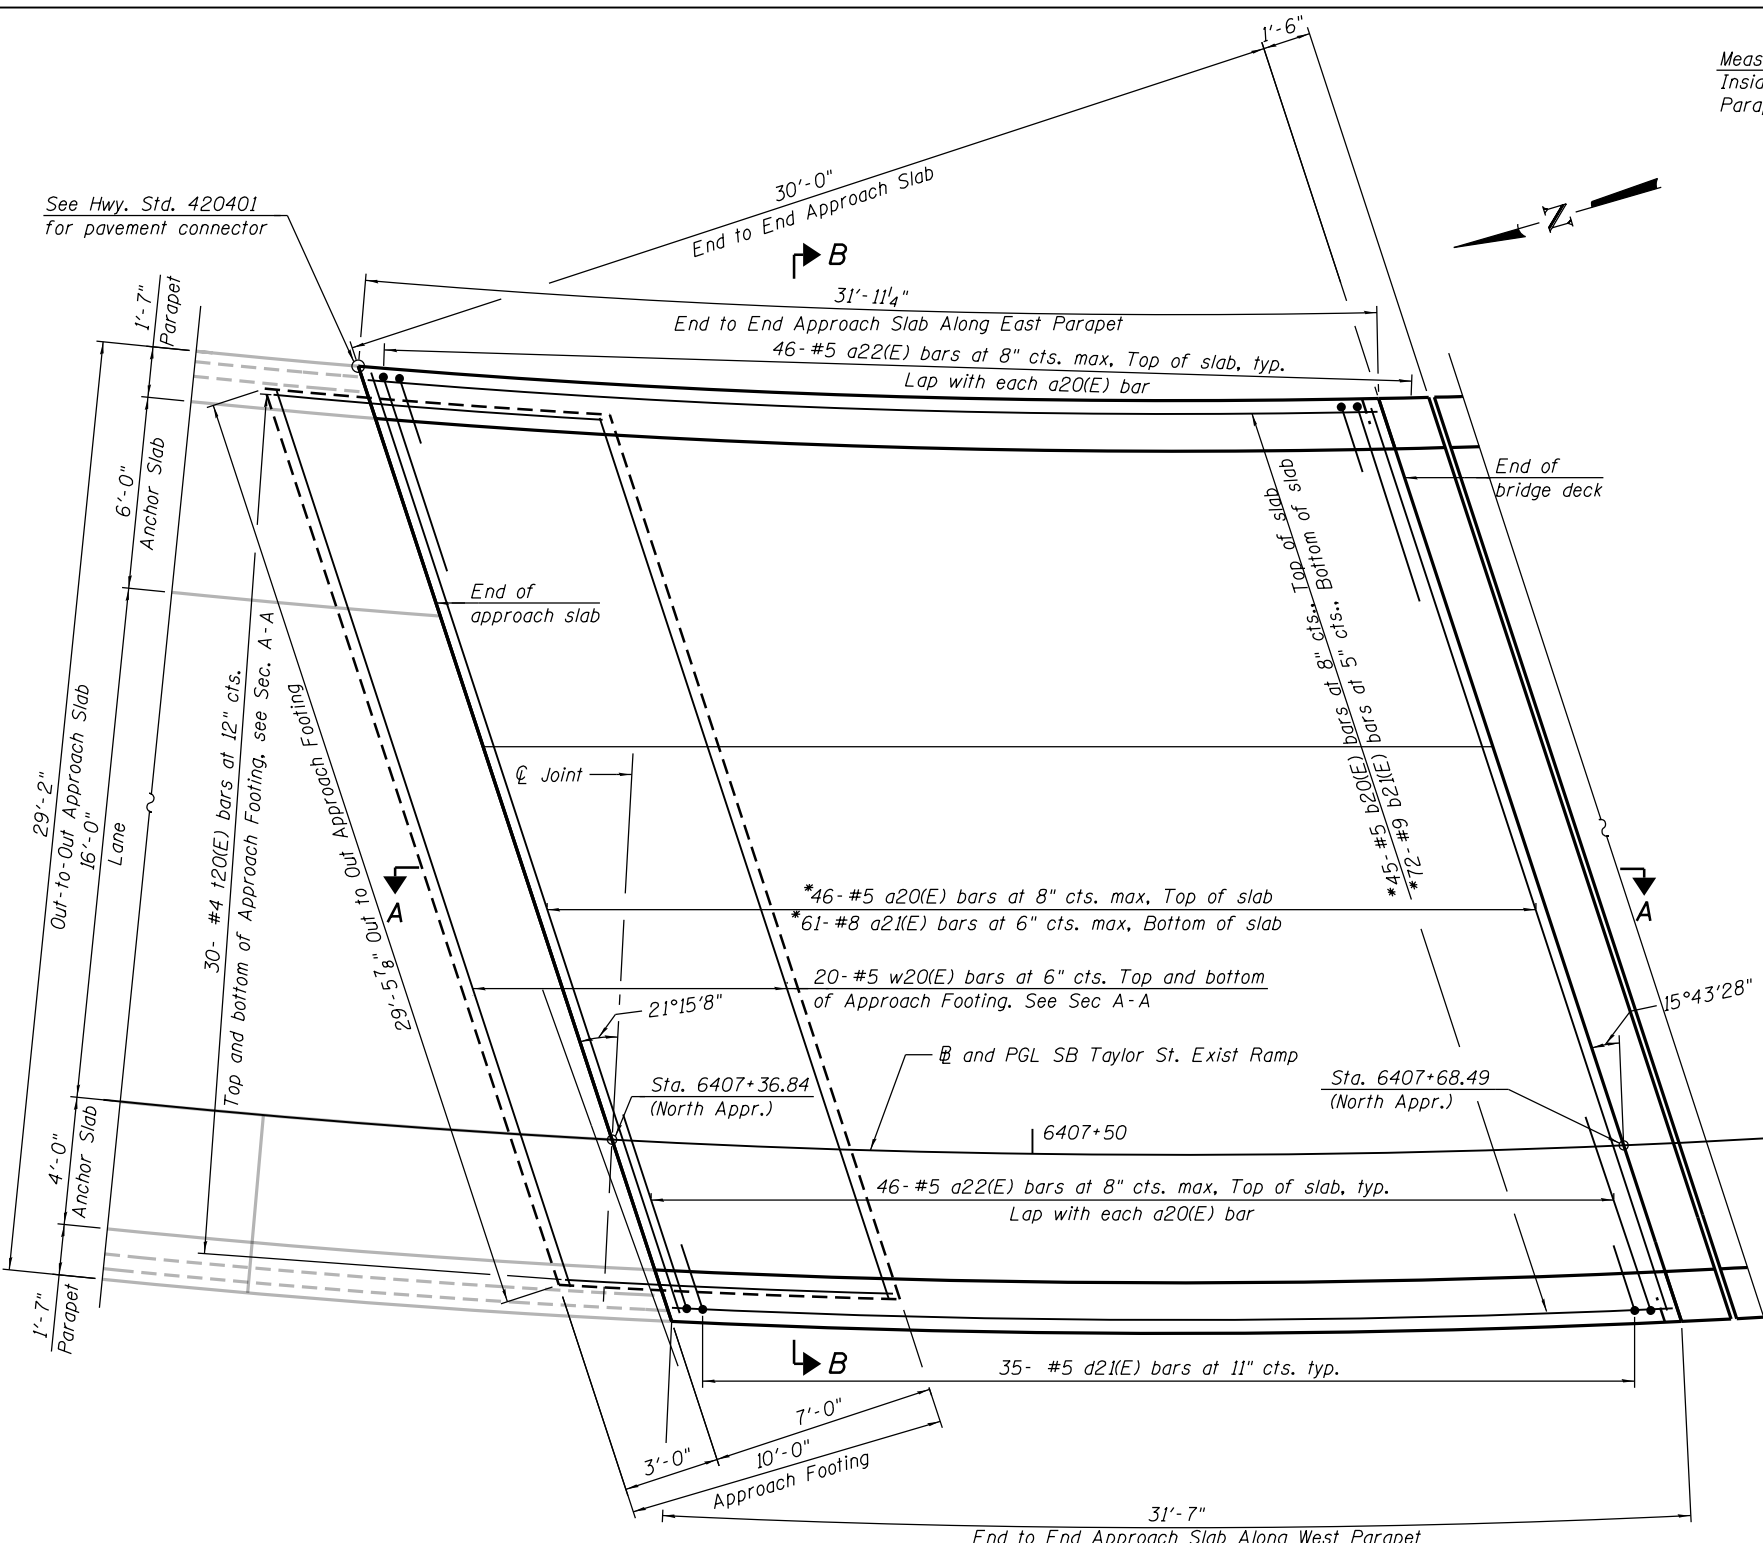 1'-6"
Meas
Insid
Para
30'-0"
End to End Approach Slab
N
See Hwy. Std. 420401
for pavement connector
B
31'-11¼"
End to End Approach Slab Along East Parapet
46-#5 a22(E) bars at 8" cts. max, Top of slab, typ.
Lap with each a20(E) bar
1'-7"
Parapet
6'-0"
Anchor Slab
End of
bridge deck
End of
approach slab
29'-2"
Out-to-Out Approach Slab
16'-0"
Lane
30- #4 t20(E) bars at 12" cts.
Top and bottom of Approach Footing, see Sec. A-A
29'-5⅞" Out to Out Approach Footing
℄ Joint
*45-#5 b20(E) bars at 8" cts., Top of slab
*72-#9 b21(E) bars at 5" cts., Bottom of slab
A
A
*46-#5 a20(E) bars at 8" cts. max, Top of slab
*61-#8 a21(E) bars at 6" cts. max, Bottom of slab
20-#5 w20(E) bars at 6" cts. Top and bottom
of Approach Footing. See Sec A-A
21°15'8"
15°43'28"
BL and PGL SB Taylor St. Exist Ramp
Sta. 6407+36.84
(North Appr.)
Sta. 6407+68.49
(North Appr.)
6407+50
4'-0"
Anchor Slab
46-#5 a22(E) bars at 8" cts. max, Top of slab, typ.
Lap with each a20(E) bar
1'-7"
Parapet
B
35- #5 d21(E) bars at 11" cts. typ.
7'-0"
3'-0"
10'-0"
Approach Footing
31'-7"
End to End Approach Slab Along West Parapet